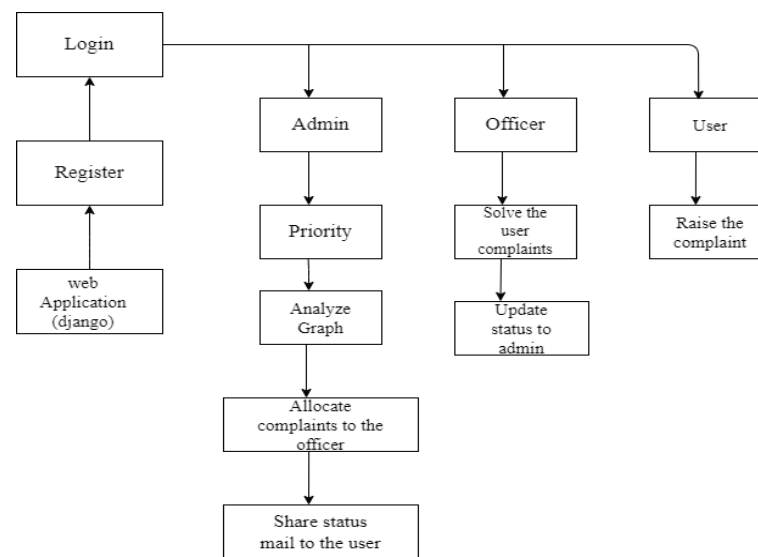 Login
Admin
Officer
User
Register
Priority
Solve the
user
complaints
Raise the
complaint
web
Application
(django)
Analyze
Graph
Update
status to
admin
Allocate
complaints to the
officer
Share status
mail to the user